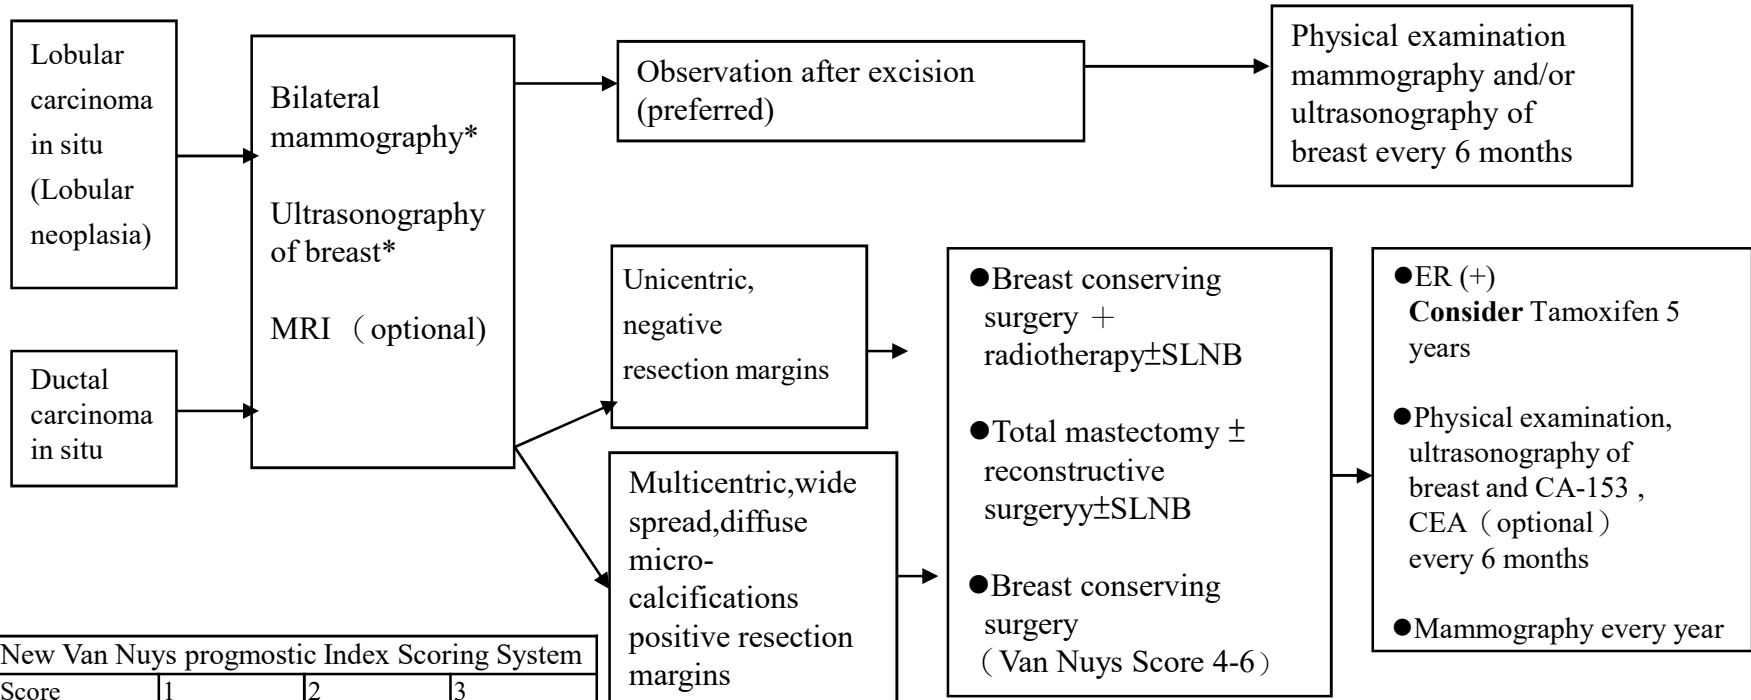 Lobular
carcinoma
in situ
(Lobular
neoplasia)
Ductal
carcinoma
in situ
Bilateral
mammography*
Ultrasonography
of breast*
MRI （optional)
Observation after excision
(preferred)
Physical examination
mammography and/or
ultrasonography of
breast every 6 months
Unicentric,
negative
resection margins
Multicentric,wide
spread,diffuse
micro-
calcifications
positive resection
margins
●Breast conserving
surgery ＋
radiotherapy±SLNB
●Total mastectomy ±
reconstructive
surgeryy±SLNB
●Breast conserving
surgery
（Van Nuys Score 4-6）
●ER (+)
Consider Tamoxifen 5
years
●Physical examination,
ultrasonography of
breast and CA-153 ,
CEA（optional）
every 6 months
●Mammography every year
New Van Nuys progmostic Index Scoring System
Score 1 2 3